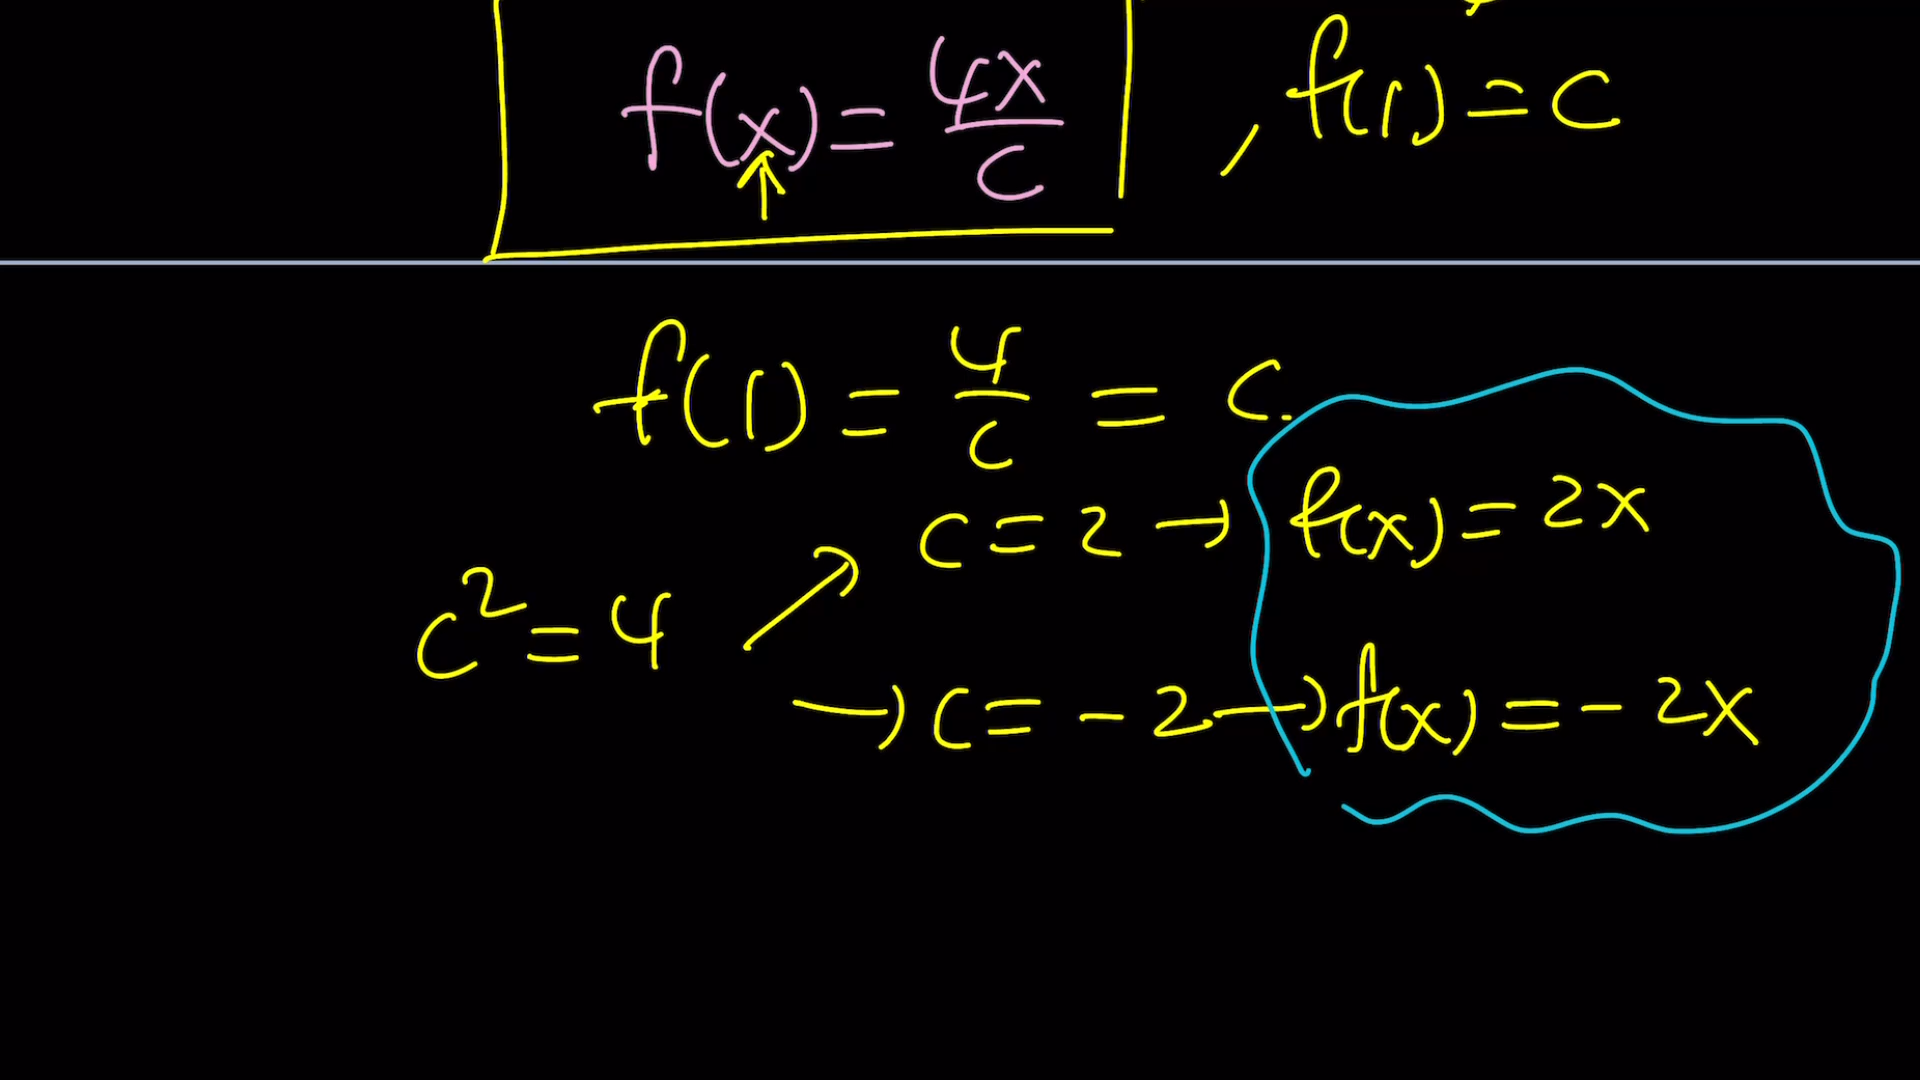 f(x) = 4x/c , f(1) = c
f(1) = 4/c = c.
c = 2 → f(x) = 2x
c² = 4
→ c = -2 → f(x) = -2x